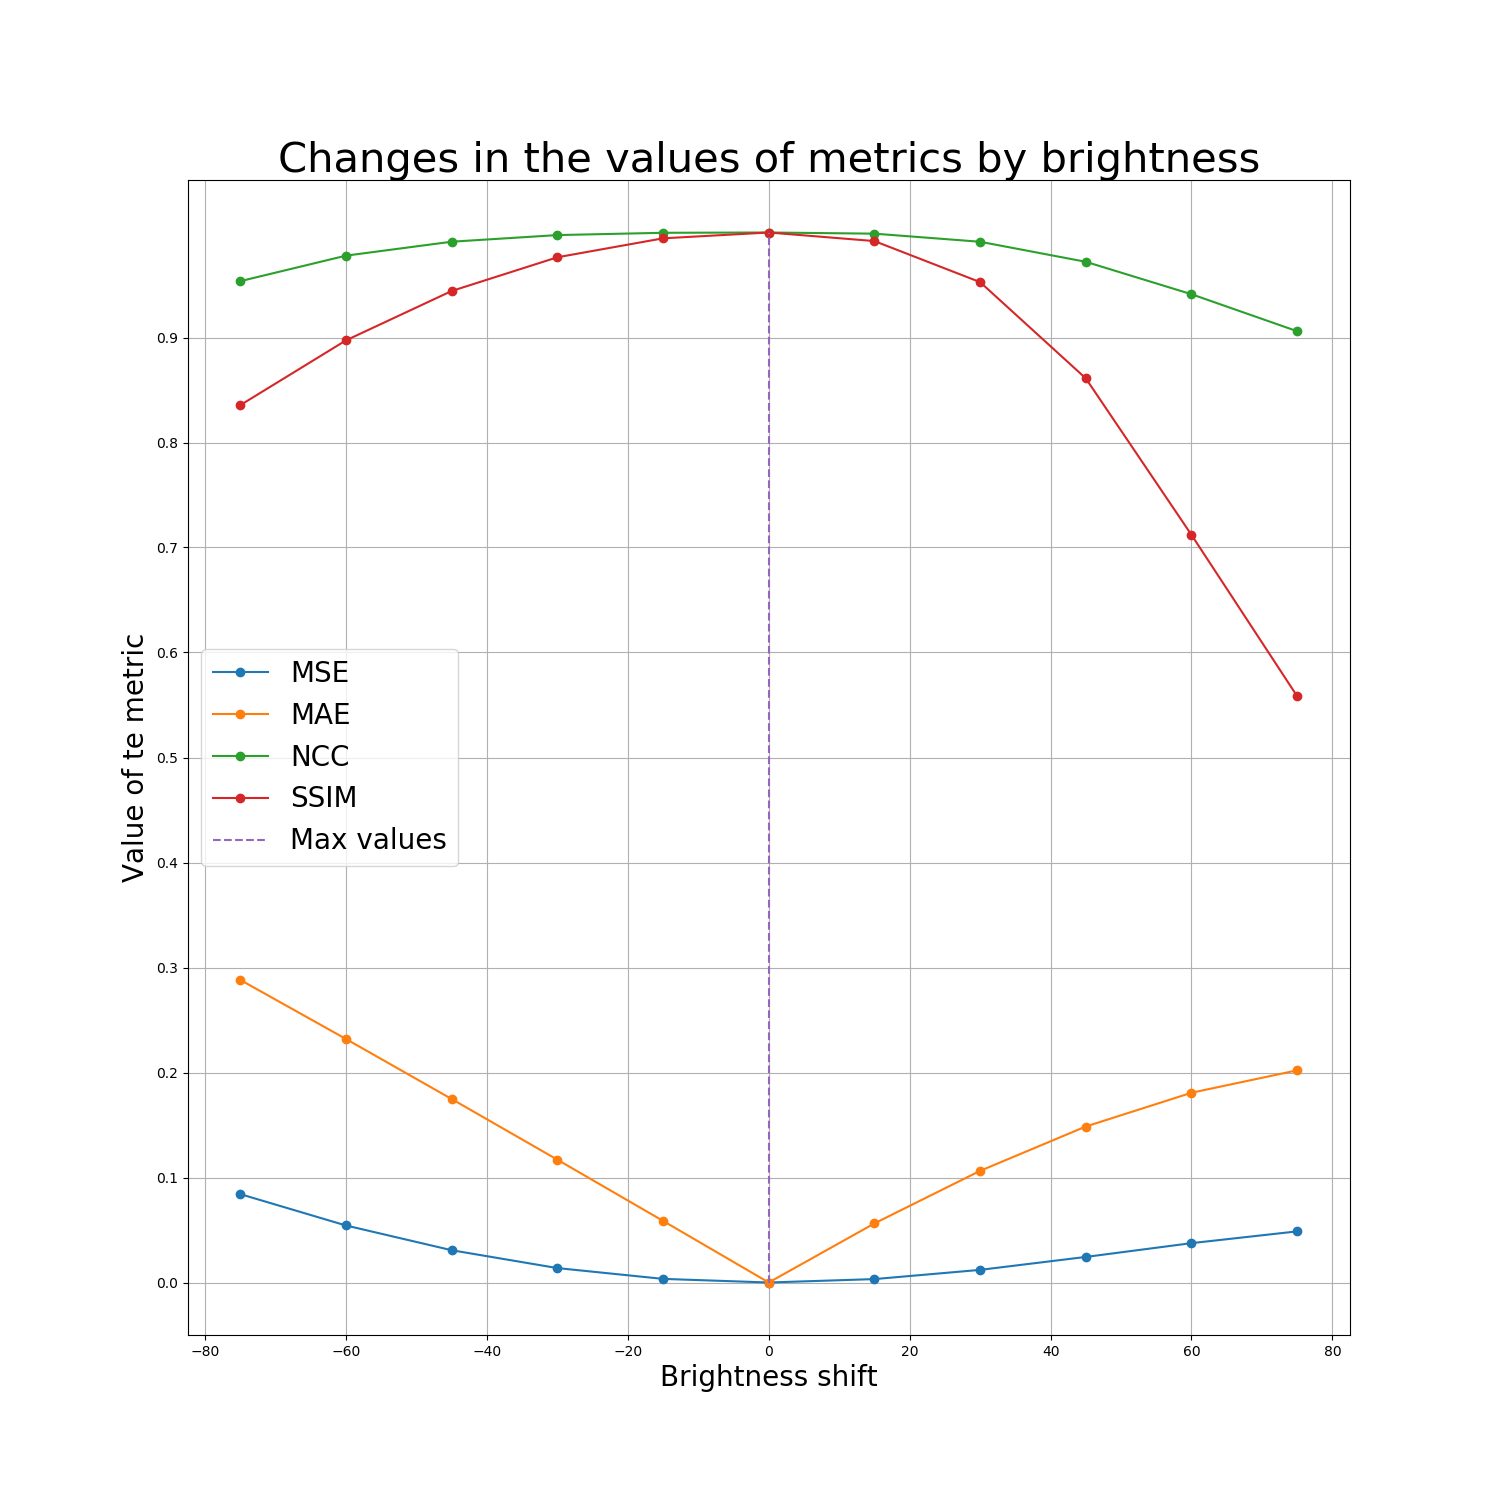 Changes in the values of metrics by brightness
Value of te metric
0.9
0.8
0.7
0.6
0.5
0.4
0.3
0.2
0.1
0.0
MSE
MAE
NCC
SSIM
Max values
−80 −60 −40 −20 0 20 40 60 80
Brightness shift